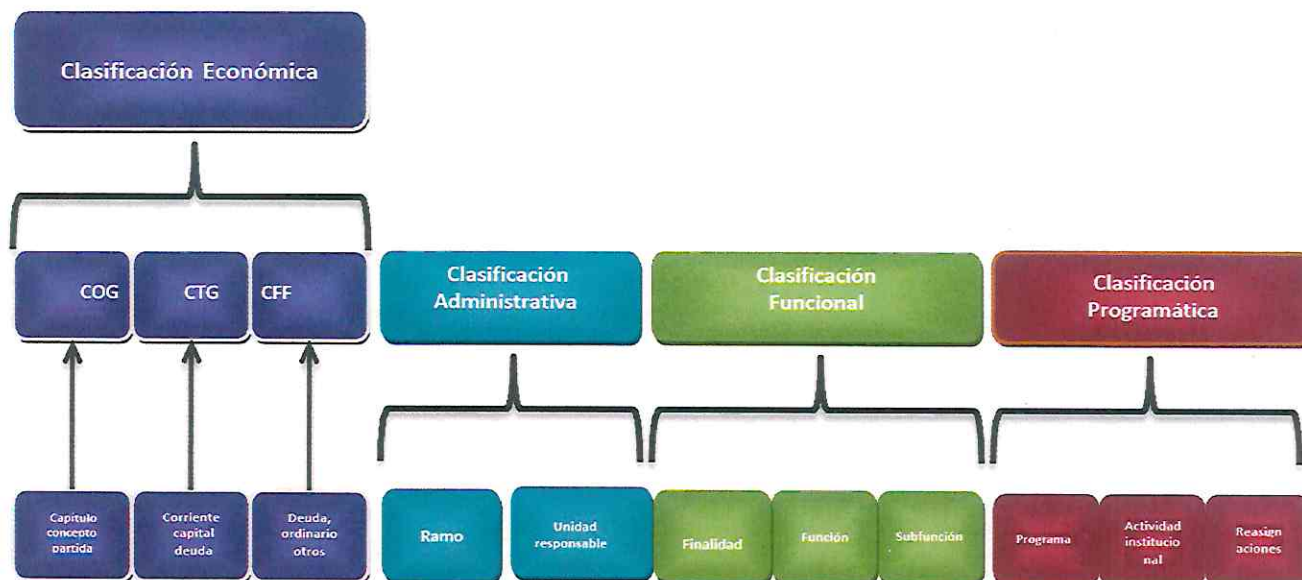 Clasificación Económica
COG
CTG
CFF
Clasificación
Administrativa
Clasificación
Funcional
Clasificación
Programática
Capítulo
concepto
partida
Corriente
capital
deuda
Deuda,
ordinario
otros
Ramo
Unidad
responsable
Finalidad
Función
Subfunción
Programa
Actividad
institucio
nal
Reasign
aciones